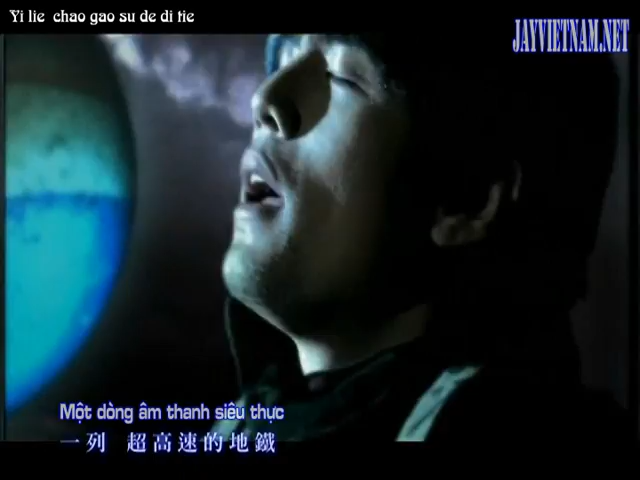 Yi lie chao gao su de di tie
JAYVIETNAM.NET
Một dòng âm thanh siêu thực
一列 超高速的地鐵